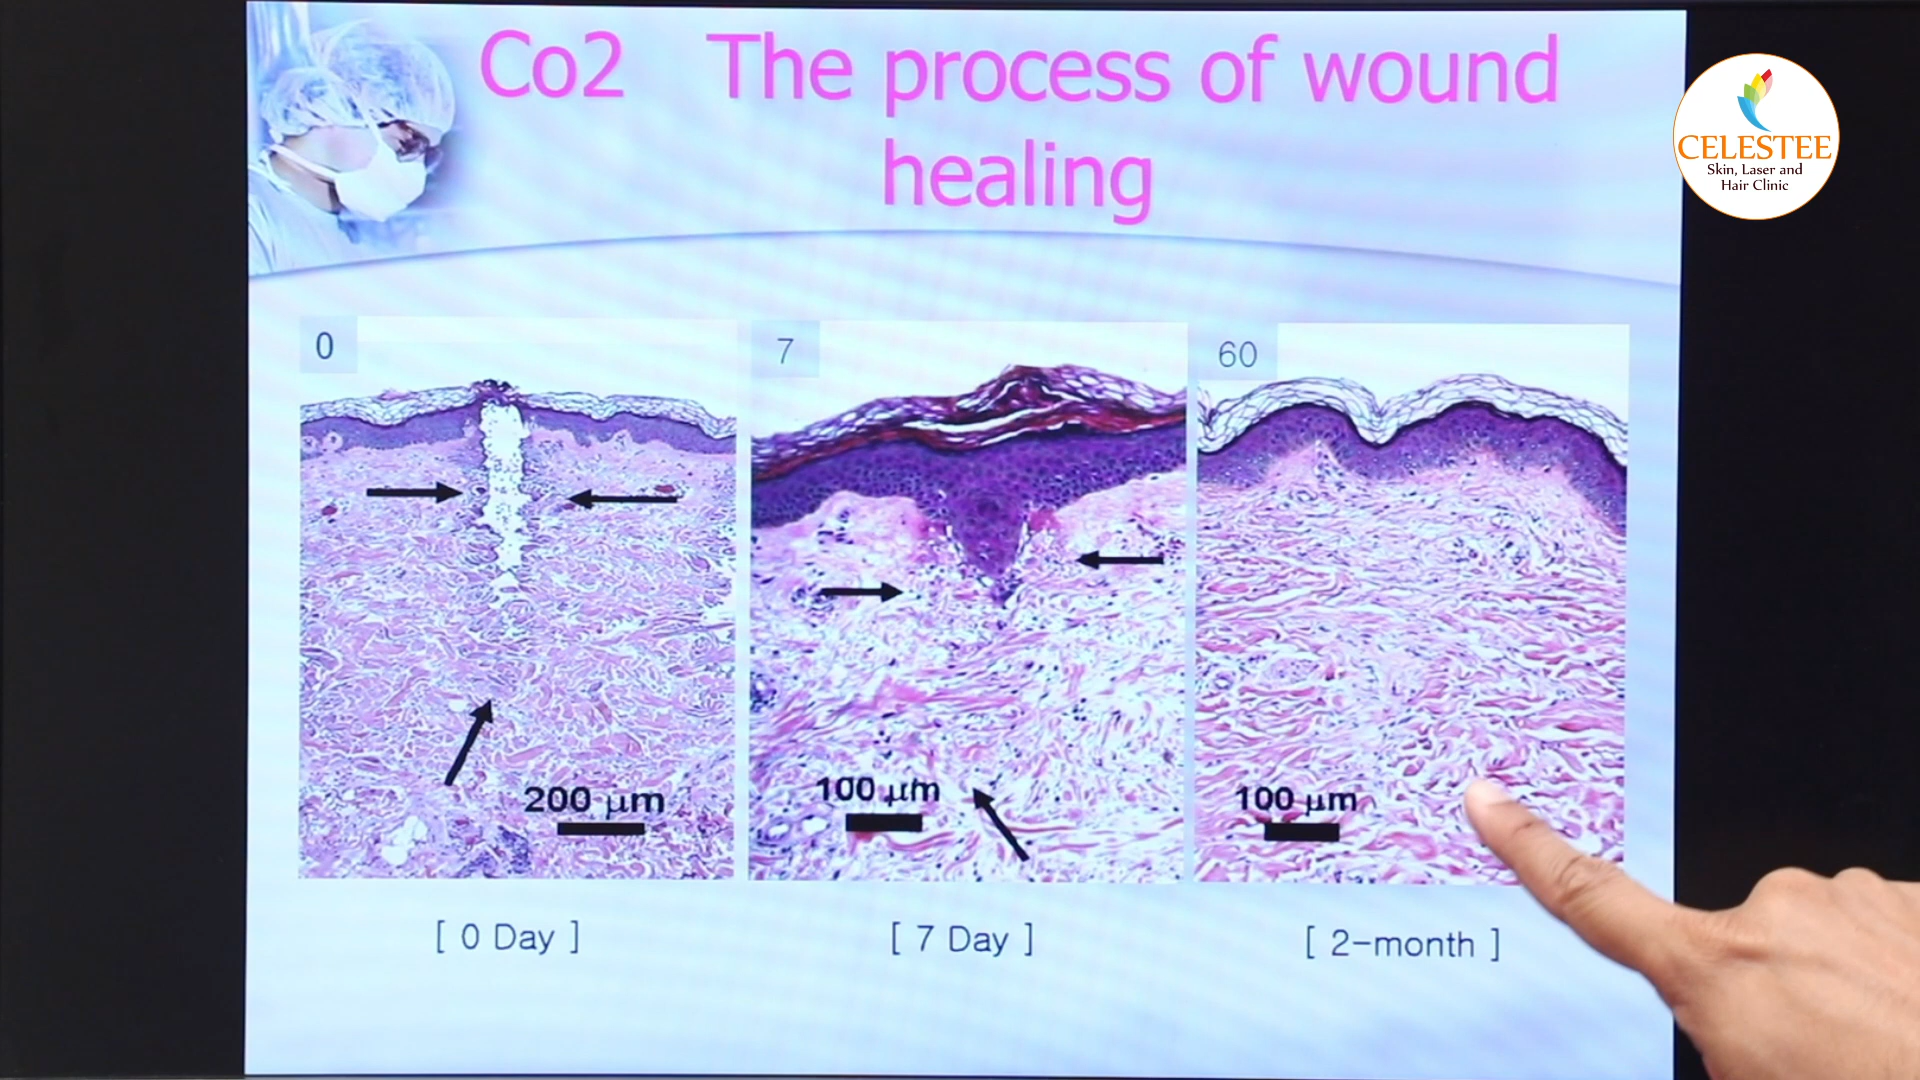 Co2 The process of wound
healing
CELESTEE
Skin, Laser and
Hair Clinic
0
7
60
200 μm
100 μm
100 μm
[ 0 Day ]
[ 7 Day ]
[ 2-month ]